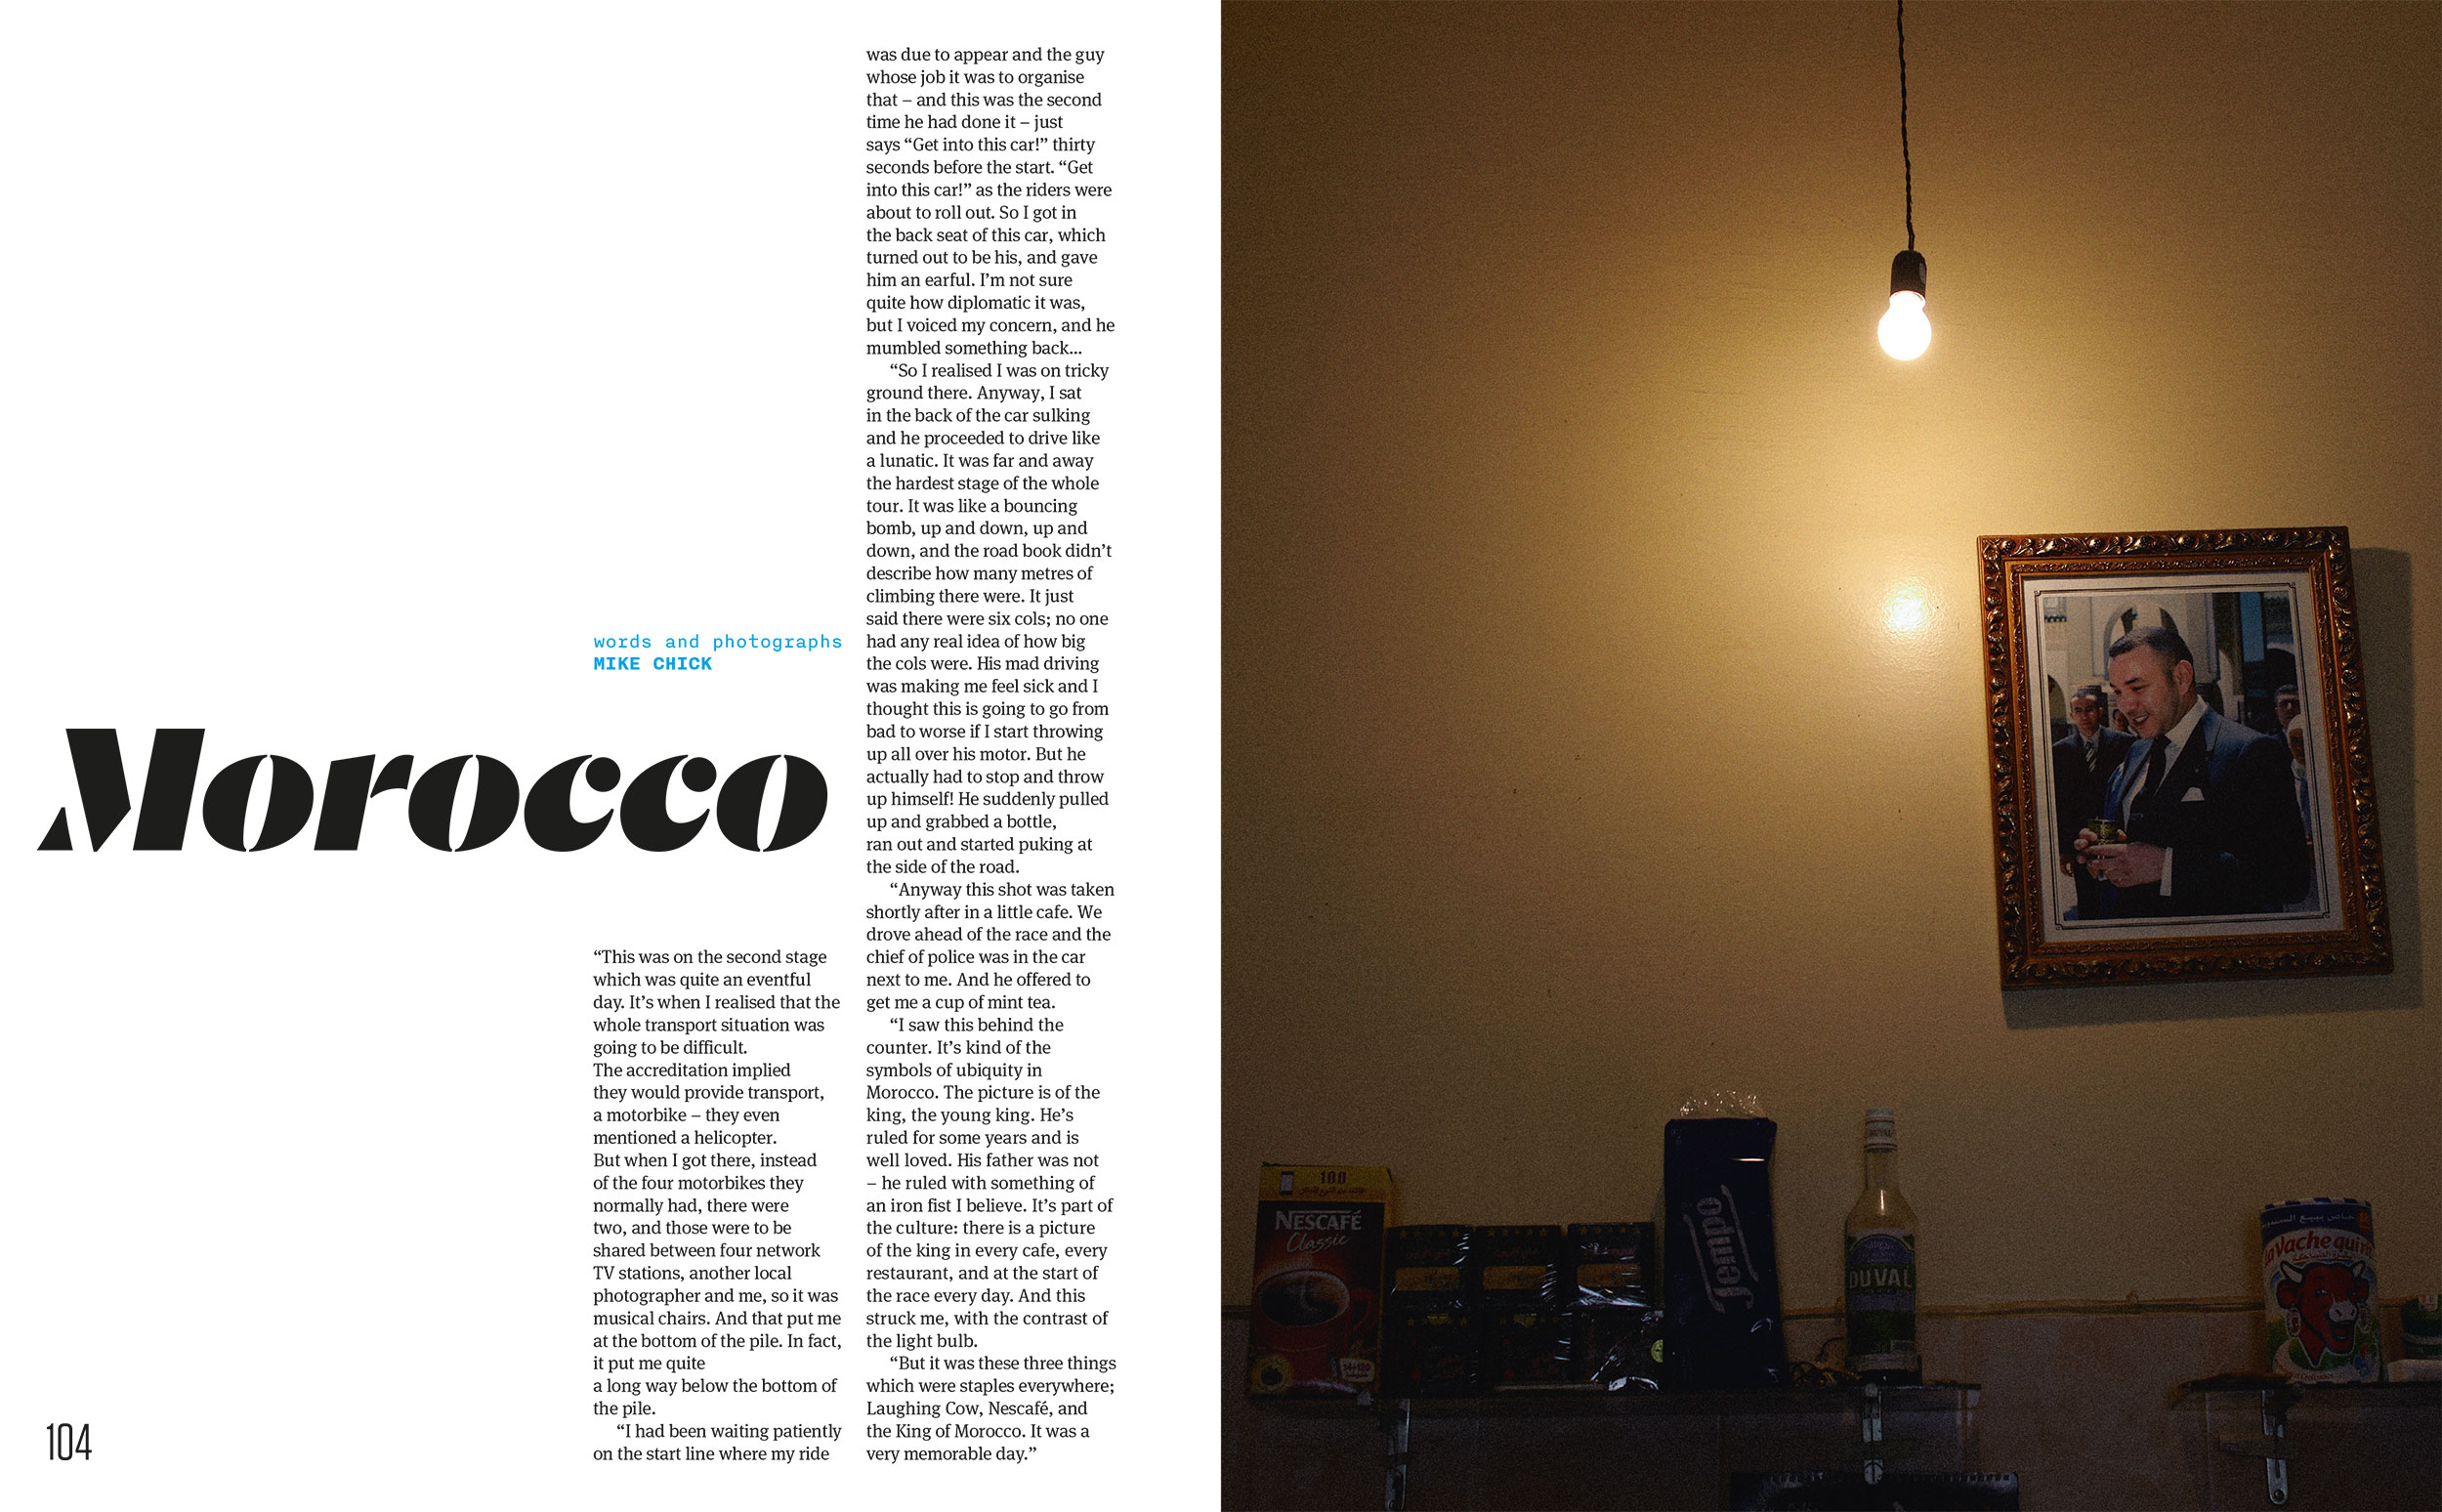 words and photographs
MIKE CHICK
Morocco
“This was on the second stage
which was quite an eventful
day. It’s when I realised that the
whole transport situation was
going to be difficult.
The accreditation implied
they would provide transport,
a motorbike – they even
mentioned a helicopter.
But when I got there, instead
of the four motorbikes they
normally had, there were
two, and those were to be
shared between four network
TV stations, another local
photographer and me, so it was
musical chairs. And that put me
at the bottom of the pile. In fact,
it put me quite
a long way below the bottom of
the pile.
“I had been waiting patiently
on the start line where my ride
was due to appear and the guy
whose job it was to organise
that – and this was the second
time he had done it – just
says “Get into this car!” thirty
seconds before the start. “Get
into this car!” as the riders were
about to roll out. So I got in
the back seat of this car, which
turned out to be his, and gave
him an earful. I’m not sure
quite how diplomatic it was,
but I voiced my concern, and he
mumbled something back...
“So I realised I was on tricky
ground there. Anyway, I sat
in the back of the car sulking
and he proceeded to drive like
a lunatic. It was far and away
the hardest stage of the whole
tour. It was like a bouncing
bomb, up and down, up and
down, and the road book didn’t
describe how many metres of
climbing there were. It just
said there were six cols; no one
had any real idea of how big
the cols were. His mad driving
was making me feel sick and I
thought this is going to go from
bad to worse if I start throwing
up all over his motor. But he
actually had to stop and throw
up himself! He suddenly pulled
up and grabbed a bottle,
ran out and started puking at
the side of the road.
“Anyway this shot was taken
shortly after in a little cafe. We
drove ahead of the race and the
chief of police was in the car
next to me. And he offered to
get me a cup of mint tea.
“I saw this behind the
counter. It’s kind of the
symbols of ubiquity in
Morocco. The picture is of the
king, the young king. He’s
ruled for some years and is
well loved. His father was not
– he ruled with something of
an iron fist I believe. It’s part of
the culture: there is a picture
of the king in every cafe, every
restaurant, and at the start of
the race every day. And this
struck me, with the contrast of
the light bulb.
“But it was these three things
which were staples everywhere;
Laughing Cow, Nescafé, and
the King of Morocco. It was a
very memorable day.”
104
NESCAFÉ
Classic
Tempo
DUVAL
la Vache qui rit